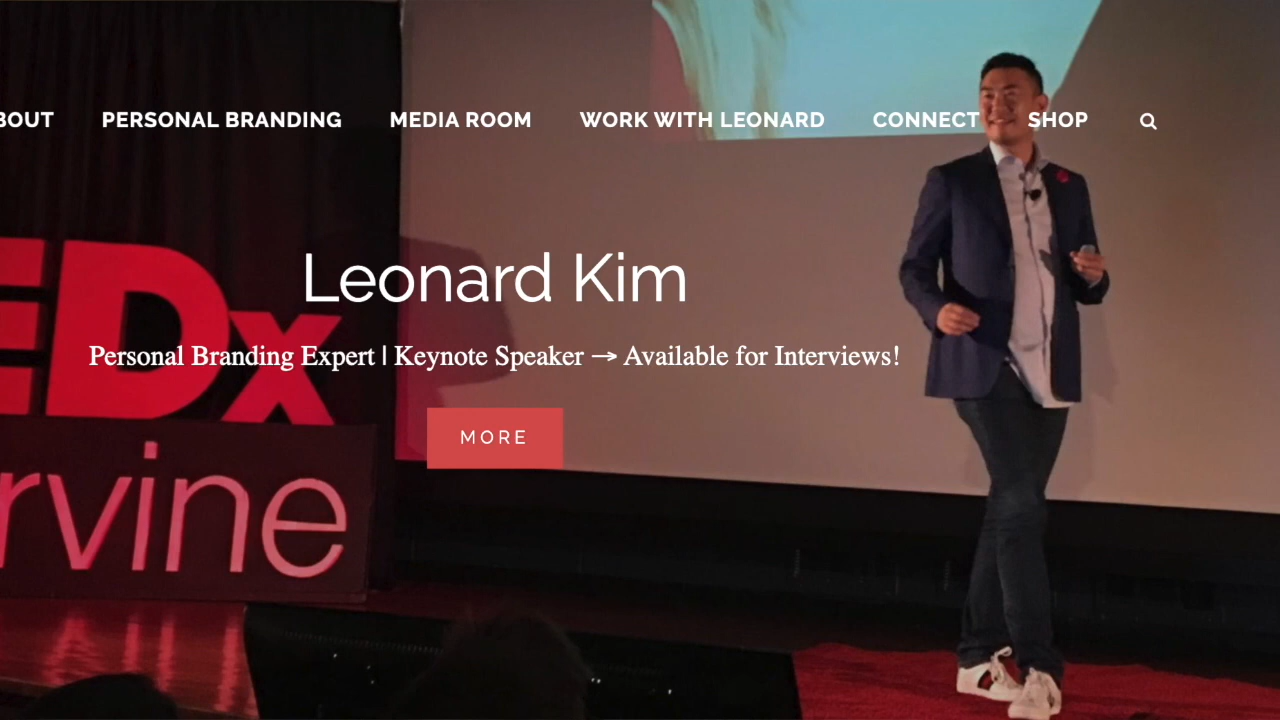 BOUT PERSONAL BRANDING MEDIA ROOM WORK WITH LEONARD CONNECT SHOP
Leonard Kim
Personal Branding Expert | Keynote Speaker → Available for Interviews!
MORE
EDx
rvine